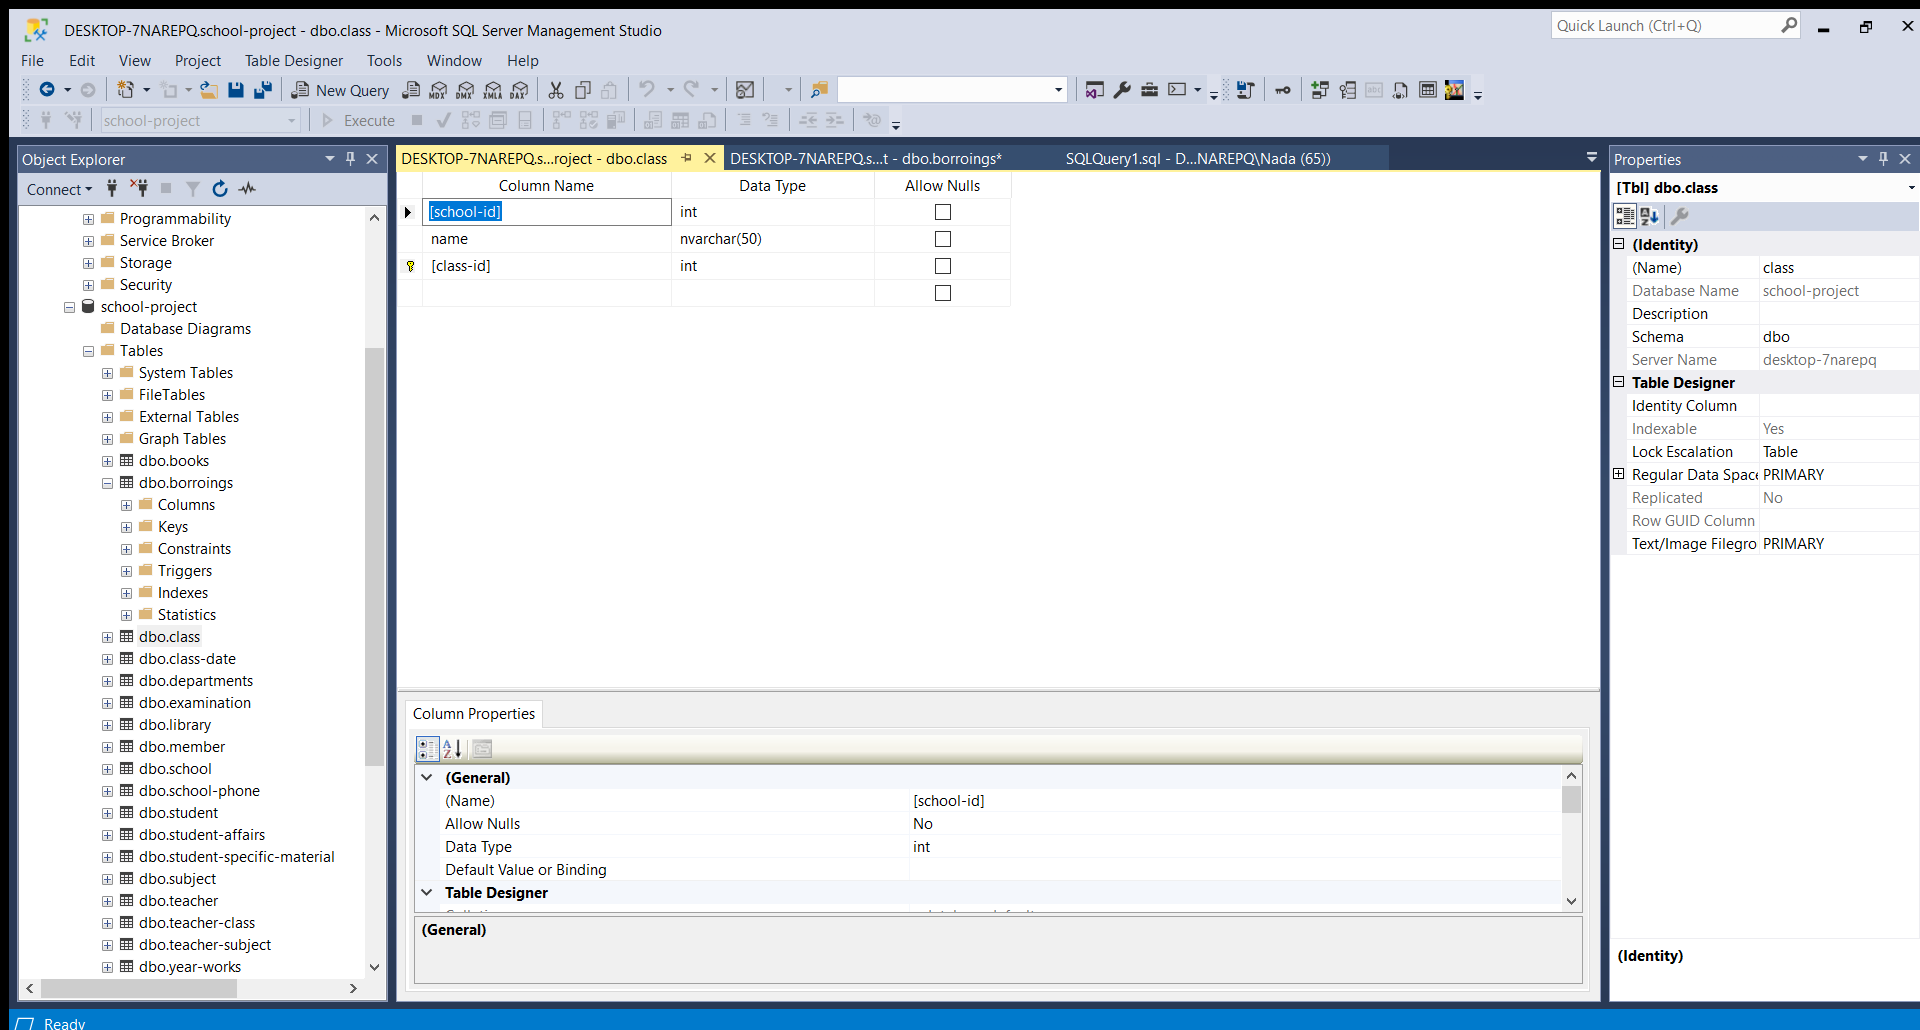 DESKTOP-7NAREPQ.school-project - dbo.class - Microsoft SQL Server Management Studio
Quick Launch (Ctrl+Q)
File Edit View Project Table Designer Tools Window Help
New Query MDX DMX XMLA DAX
school-project Execute
Object Explorer
Connect
Programmability
Service Broker
Storage
Security
school-project
Database Diagrams
Tables
System Tables
FileTables
External Tables
Graph Tables
dbo.books
dbo.borroings
Columns
Keys
Constraints
Triggers
Indexes
Statistics
dbo.class
dbo.class-date
dbo.departments
dbo.examination
dbo.library
dbo.member
dbo.school
dbo.school-phone
dbo.student
dbo.student-affairs
dbo.student-specific-material
dbo.subject
dbo.teacher
dbo.teacher-class
dbo.teacher-subject
dbo.year-works
DESKTOP-7NAREPQ.s...roject - dbo.class
DESKTOP-7NAREPQ.s...t - dbo.borroings*
SQLQuery1.sql - D...NAREPQ\Nada (65))
Column Name Data Type Allow Nulls
[school-id] int
name nvarchar(50)
[class-id] int
Column Properties
(General)
(Name) [school-id]
Allow Nulls No
Data Type int
Default Value or Binding
Table Designer
(General)
Properties
[Tbl] dbo.class
(Identity)
(Name) class
Database Name school-project
Description
Schema dbo
Server Name desktop-7narepq
Table Designer
Identity Column
Indexable Yes
Lock Escalation Table
Regular Data Space PRIMARY
Replicated No
Row GUID Column
Text/Image Filegro PRIMARY
(Identity)
Ready